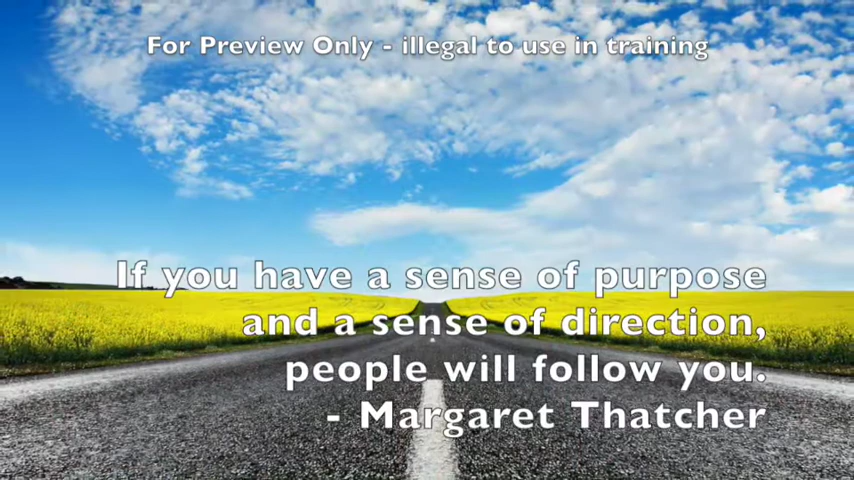 For Preview Only - illegal to use in training
If you have a sense of purpose
and a sense of direction,
people will follow you.
- Margaret Thatcher